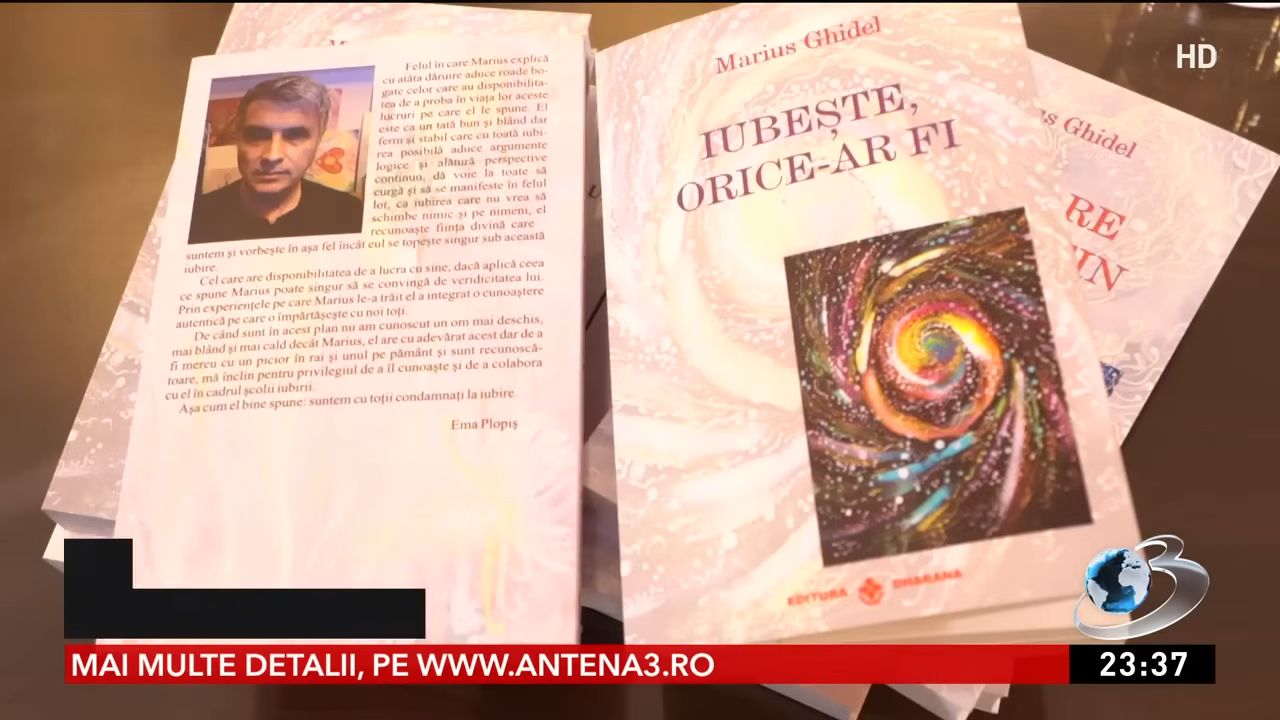 HD
Felul în care Marius explică
cu atâta dăruire aduce roade bo-
gate celor care au disponibilita-
tea de a proba în viața lor aceste
lucruri pe care el le spune. El
este ca un tată bun și blând dar
ferm și stabil care cu toată iubi-
rea posibilă aduce argumente
logice și alătură perspective
continuo, dă voie la toate să
curgă și să se manifeste în felul
lor, ca iubirea care nu vrea să
schimbe nimic și pe nimeni, el
recunoaște ființa divină care
suntem și vorbește în așa fel încât eul se topește singur sub această
iubire.
Cel care are disponibilitatea de a lucra cu sine, dacă aplică ceea
ce spune Marius poate singur să se convingă de veridicitatea lui.
Prin experiențele pe care Marius le-a trăit el a integrat o cunoaștere
autentică pe care o împărtășește cu noi toți.
De când sunt în acest plan nu am cunoscut un om mai deschis,
mai blând și mai cald decât Marius, el are cu adevărat acest dar de a
fi mereu cu un picior în rai și unul pe pământ și sunt recunoscă-
toare, mă înclin pentru privilegiul de a îl cunoaște și de a colabora
cu el în cadrul școlii iubirii.
Așa cum el bine spune: suntem cu toții condamnați la iubire.
Ema Plopiș
Marius Ghidel
IUBEȘTE,
ORICE-AR FI
EDITURA DHARANA
Ghidel
RE
IN
3
MAI MULTE DETALII, PE WWW.ANTENA3.RO
23:37